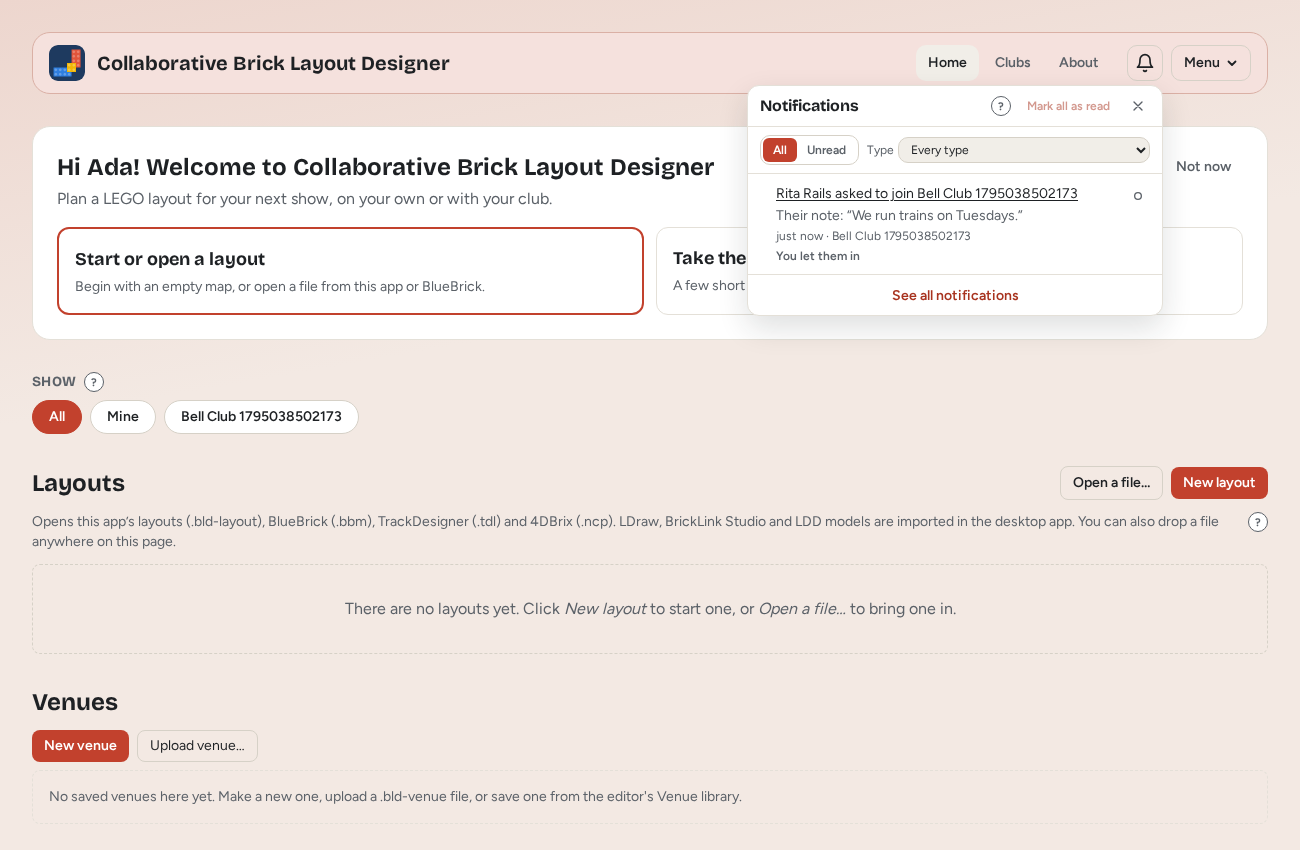 Collaborative Brick Layout Designer
Home
Clubs
About
Menu
Notifications
?
Mark all as read
All
Unread
Type
Every type
Rita Rails asked to join Bell Club 1795038502173
Their note: “We run trains on Tuesdays.”
just now · Bell Club 1795038502173
You let them in
See all notifications
Hi Ada! Welcome to Collaborative Brick Layout Designer
Not now
Plan a LEGO layout for your next show, on your own or with your club.
Start or open a layout
Begin with an empty map, or open a file from this app or BlueBrick.
Take the
A few short
SHOW
?
All
Mine
Bell Club 1795038502173
Layouts
Open a file…
New layout
Opens this app’s layouts (.bld-layout), BlueBrick (.bbm), TrackDesigner (.tdl) and 4DBrix (.ncp). LDraw, BrickLink Studio and LDD models are imported in the desktop app. You can also drop a file
anywhere on this page.
?
There are no layouts yet. Click New layout to start one, or Open a file… to bring one in.
Venues
New venue
Upload venue…
No saved venues here yet. Make a new one, upload a .bld-venue file, or save one from the editor's Venue library.